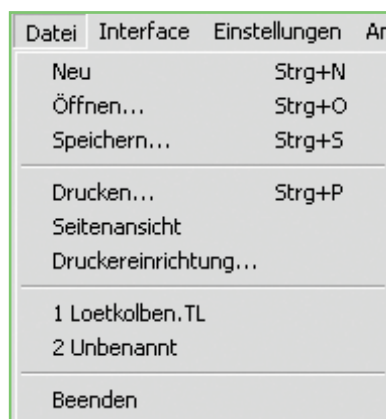 Datei Interface Einstellungen
Neu Strg+N
Öffnen... Strg+O
Speichern... Strg+S
Drucken... Strg+P
Seitenansicht
Druckereinrichtung...
1 Loetkolben.TL
2 Unbenannt
Beenden